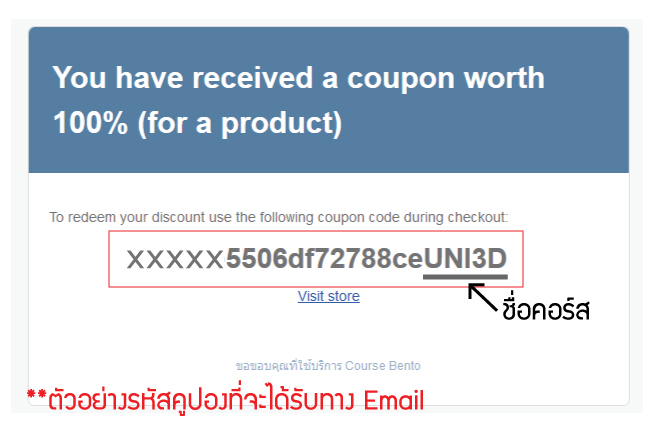 You have received a coupon worth
100% (for a product)
To redeem your discount use the following coupon code during checkout:
xxxxx5506df72788ceUNI3D
Visit store
ชื่อคอร์ส
ขอขอบคุณที่ใช้บริการ Course Bento
**ตัวอย่างรหัสคูปองที่จะได้รับทาง Email